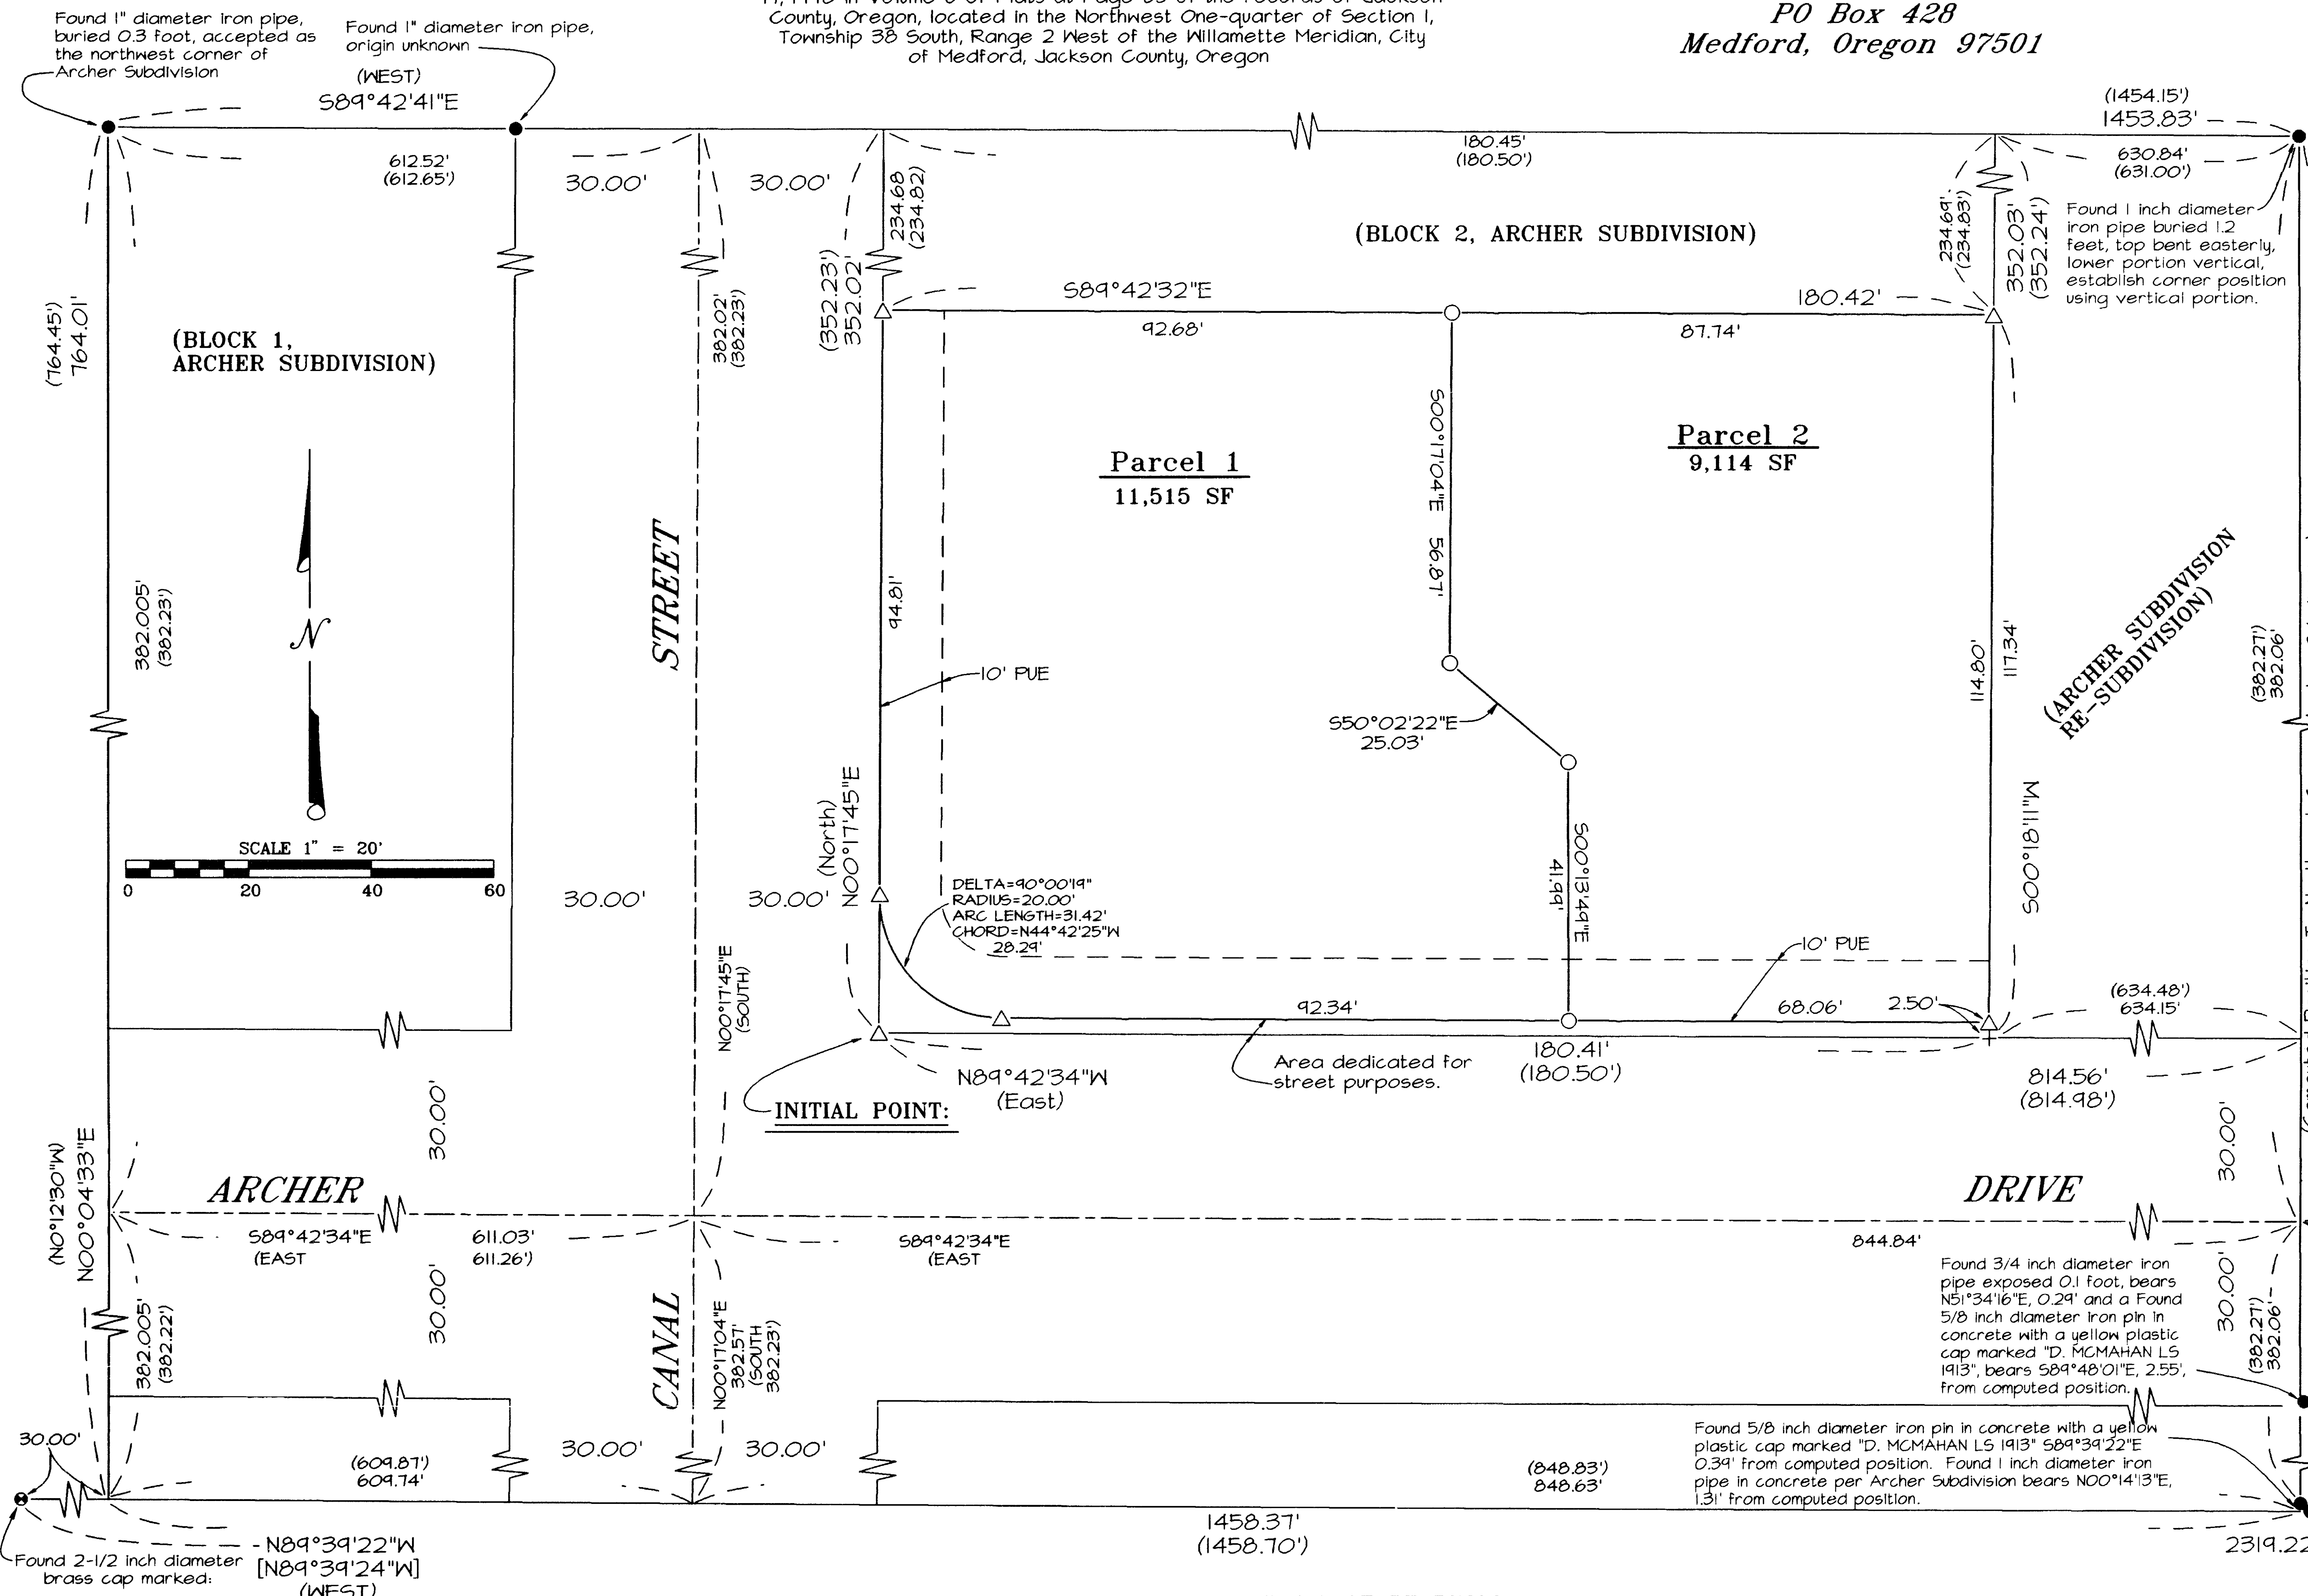 County, Oregon, located in the Northwest One-quarter of Section 1,
Township 38 South, Range 2 West of the Willamette Meridian, City
of Medford, Jackson County, Oregon
PO Box 428
Medford, Oregon 97501
Found 1" diameter iron pipe,
buried 0.3 foot, accepted as
the northwest corner of
Archer Subdivision
Found 1" diameter iron pipe,
origin unknown
(WEST)
S89°42'41"E
(1454.15')
1453.83'
612.52'
(612.65')
30.00'
30.00'
180.45'
(180.50')
630.84'
(631.00')
234.68
(234.82)
(352.23')
352.02'
382.02'
(382.23')
234.69'
(234.83')
352.03'
(352.24')
Found 1 inch diameter
iron pipe buried 1.2
feet, top bent easterly,
lower portion vertical,
establish corner position
using vertical portion.
(BLOCK 2, ARCHER SUBDIVISION)
S89°42'32"E
180.42'
92.68'
87.74'
(764.45')
764.01'
(BLOCK 1,
ARCHER SUBDIVISION)
Parcel 1
11,515 SF
Parcel 2
9,114 SF
S00°17'04"E 56.87'
STREET
382.005'
(382.23')
N
94.81'
10' PUE
S50°02'22"E
25.03'
114.80'
117.34'
(ARCHER SUBDIVISION
RE-SUBDIVISION)
(382.27')
382.06'
SCALE 1" = 20'
0 20 40 60
30.00'
30.00'
(North)
N00°17'45"E
DELTA=90°00'19"
RADIUS=20.00'
ARC LENGTH=31.42'
CHORD=N44°42'25"W
28.29'
S00°13'49"E
41.99'
S00°18'11"W
10' PUE
N00°17'45"E
(SOUTH)
92.34'
68.06'
2.50'
(634.48')
634.15'
180.41'
(180.50')
Area dedicated for
street purposes.
N89°42'34"W
(East)
INITIAL POINT:
814.56'
(814.98')
30.00'
30.00'
(N0°12'30"W)
N00°04'33"E
ARCHER
DRIVE
S89°42'34"E
(EAST
611.03'
611.26')
S89°42'34"E
(EAST
844.84'
30.00'
30.00'
382.005'
(382.22')
CANAL
N00°17'04"E
382.57'
(SOUTH
382.23')
Found 3/4 inch diameter iron
pipe exposed 0.1 foot, bears
N51°34'16"E, 0.29' and a Found
5/8 inch diameter iron pin in
concrete with a yellow plastic
cap marked "D. MCMAHAN LS
1913", bears S89°48'01"E, 2.55',
from computed position.
(382.27')
382.06'
30.00'
(609.87')
609.74'
30.00'
30.00'
(848.83')
848.63'
Found 5/8 inch diameter iron pin in concrete with a yellow
plastic cap marked "D. MCMAHAN LS 1913" S89°39'22"E
0.39' from computed position. Found 1 inch diameter iron
pipe in concrete per Archer Subdivision bears N00°14'13"E,
1.31' from computed position.
1458.37'
(1458.70')
2319.22
N89°39'22"W
[N89°39'24"W]
(WEST)
Found 2-1/2 inch diameter
brass cap marked: